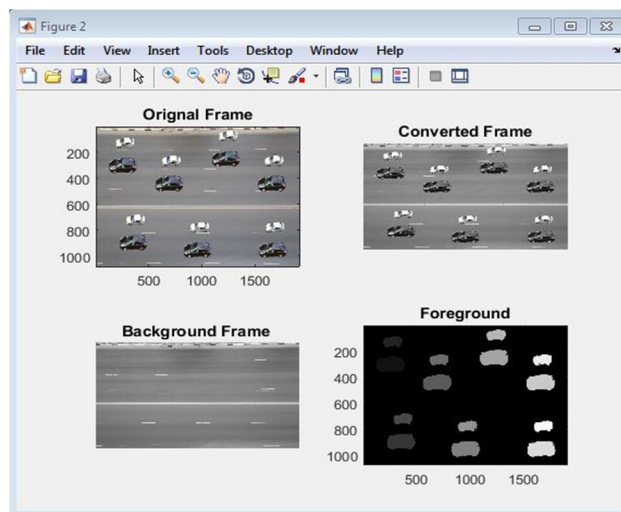 Figure 2
File Edit View Insert Tools Desktop Window Help
Orignal Frame
200
400
600
800
1000
500 1000 1500
Converted Frame
Background Frame
Foreground
200
400
600
800
1000
500 1000 1500